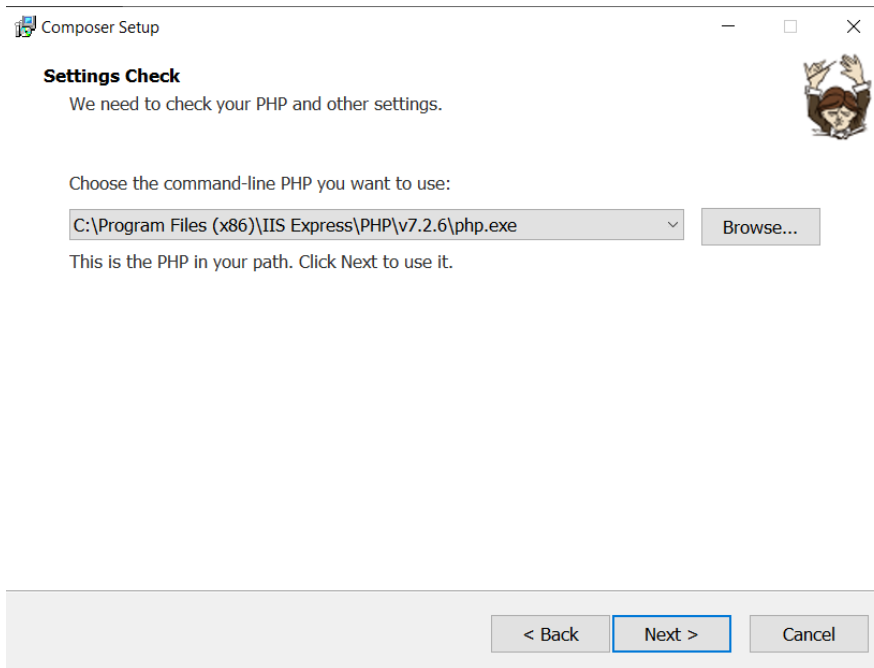 Composer Setup
Settings Check
We need to check your PHP and other settings.
Choose the command-line PHP you want to use:
C:\Program Files (x86)\IIS Express\PHP\v7.2.6\php.exe
Browse...
This is the PHP in your path. Click Next to use it.
< Back
Next >
Cancel